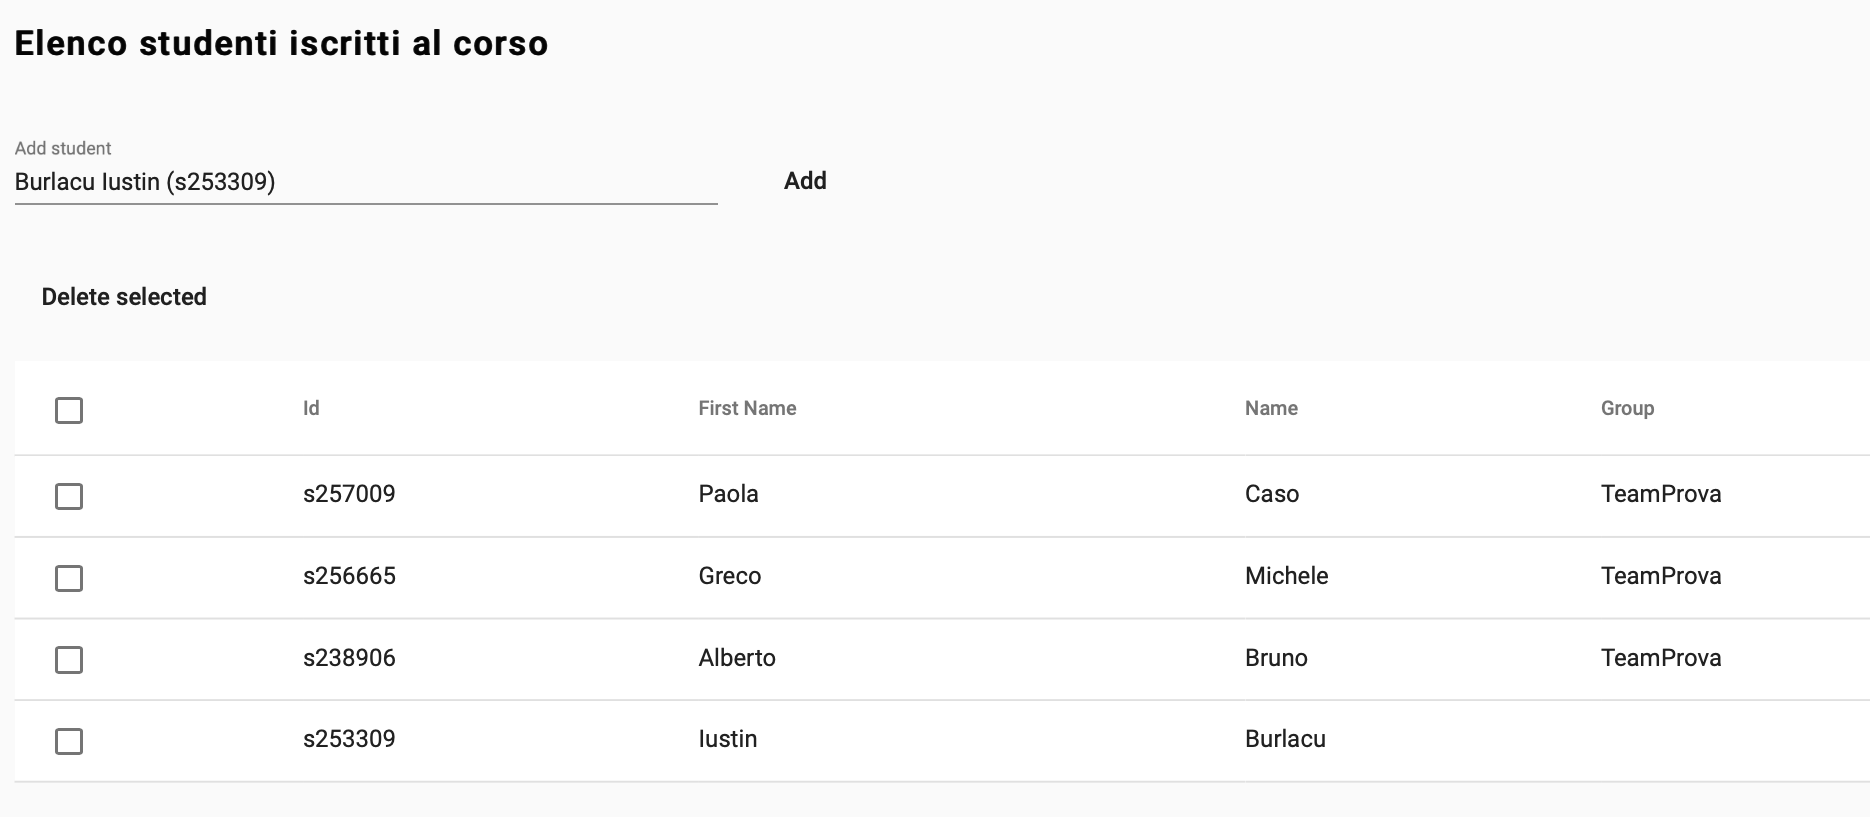 Elenco studenti iscritti al corso
Add student
Burlacu Iustin (s253309)
Add
Delete selected
Id First Name Name Group
s257009 Paola Caso TeamProva
s256665 Greco Michele TeamProva
s238906 Alberto Bruno TeamProva
s253309 Iustin Burlacu